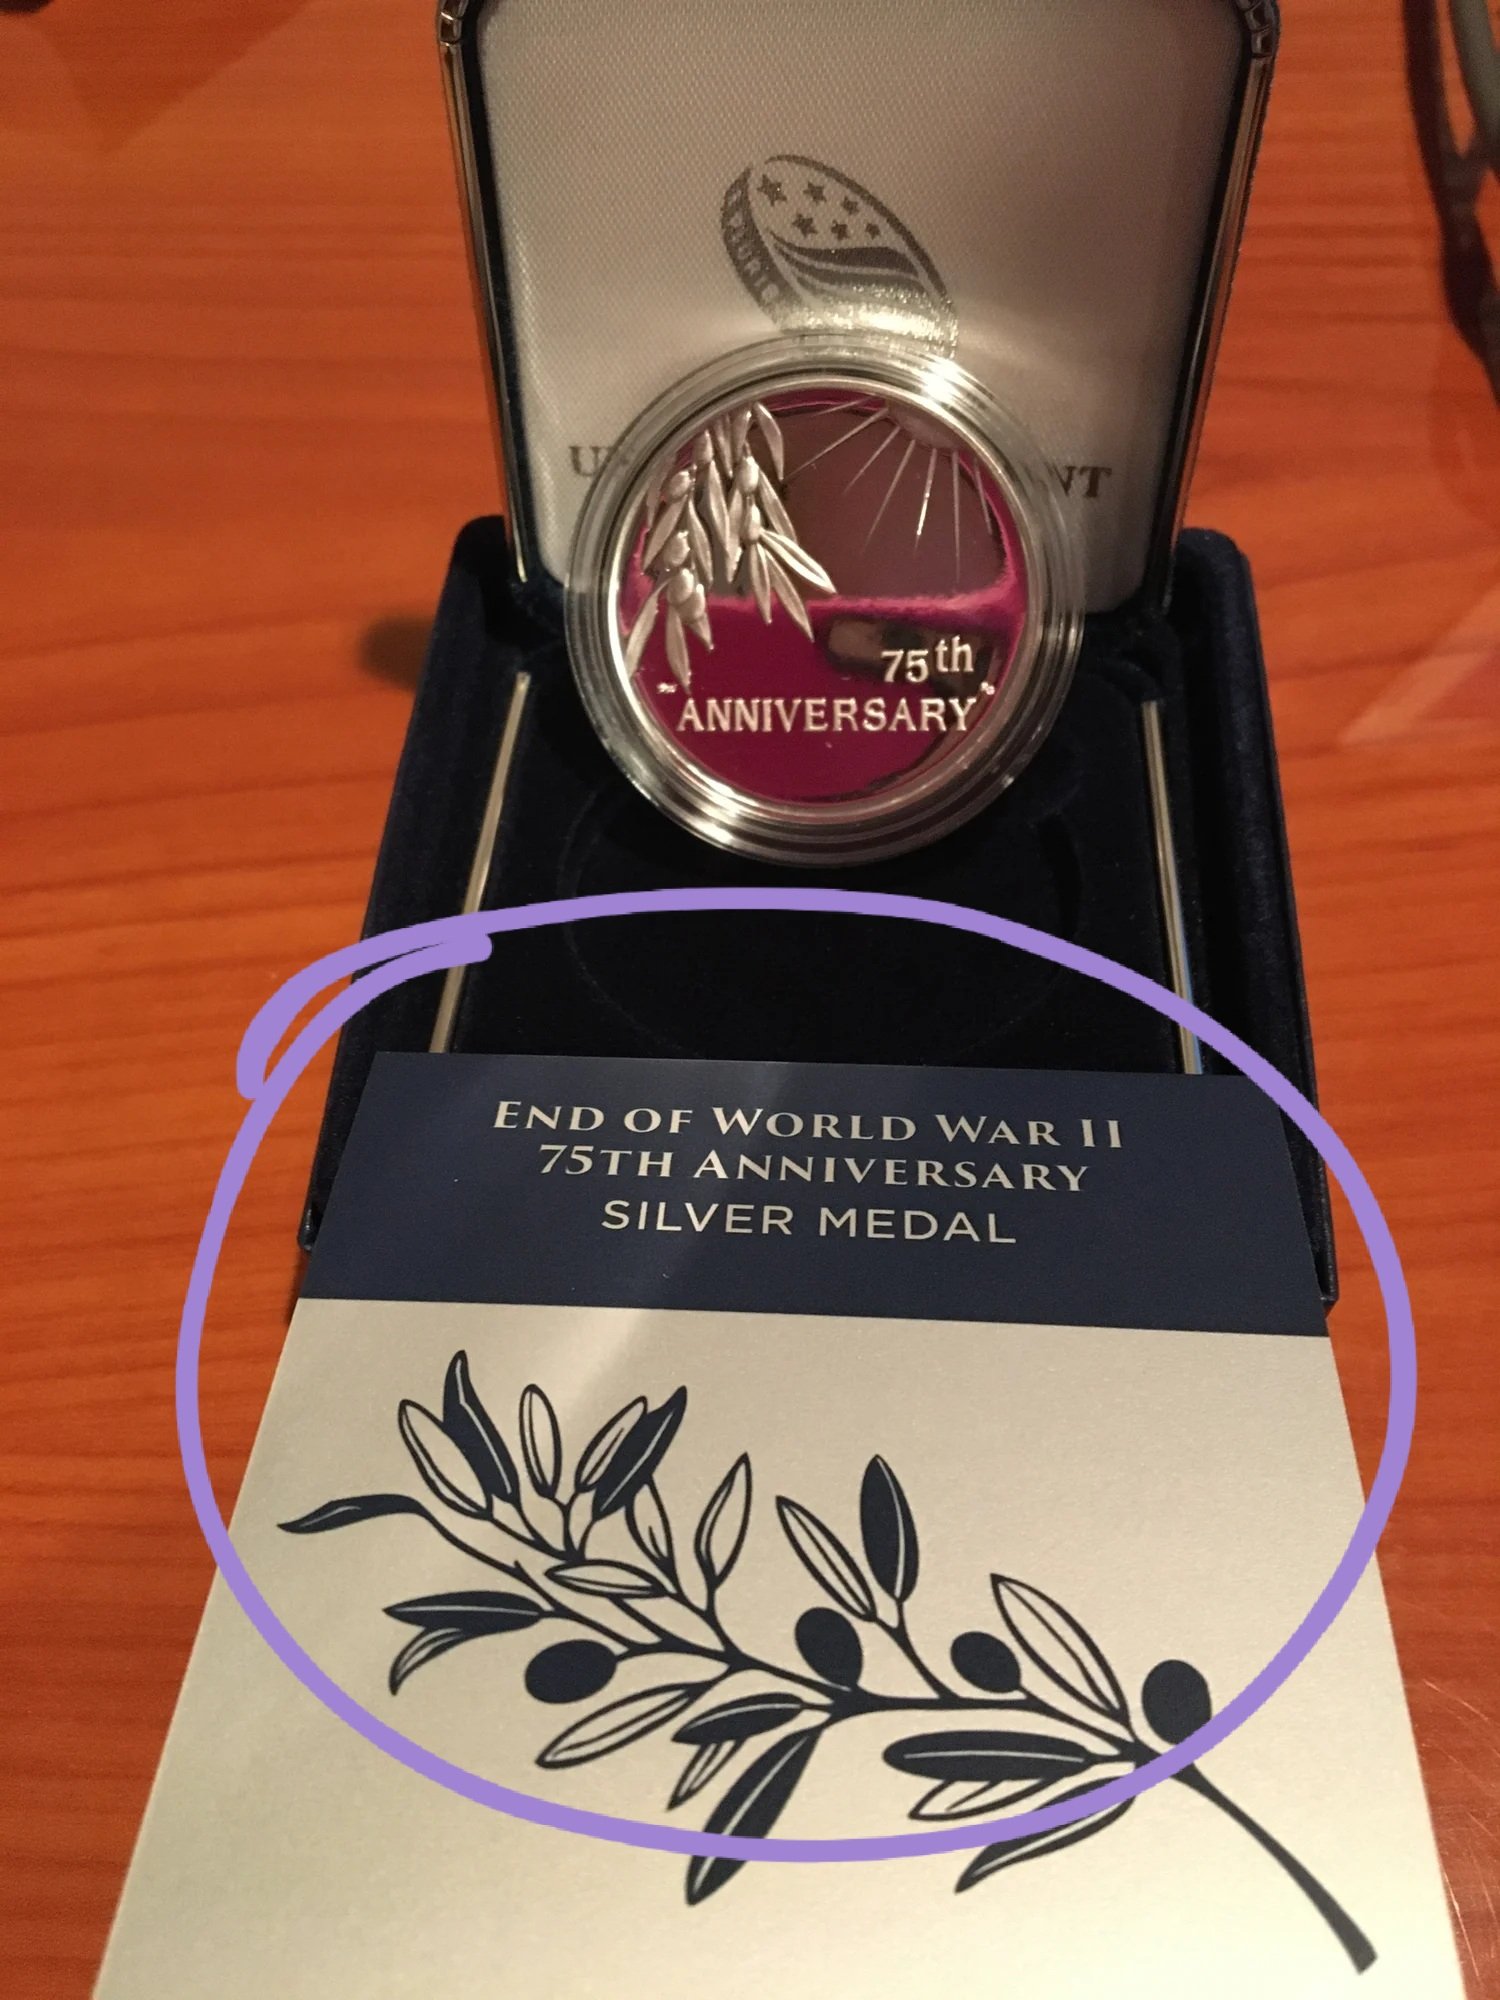 75th
ANNIVERSARY
END OF WORLD WAR II
75TH ANNIVERSARY
SILVER MEDAL